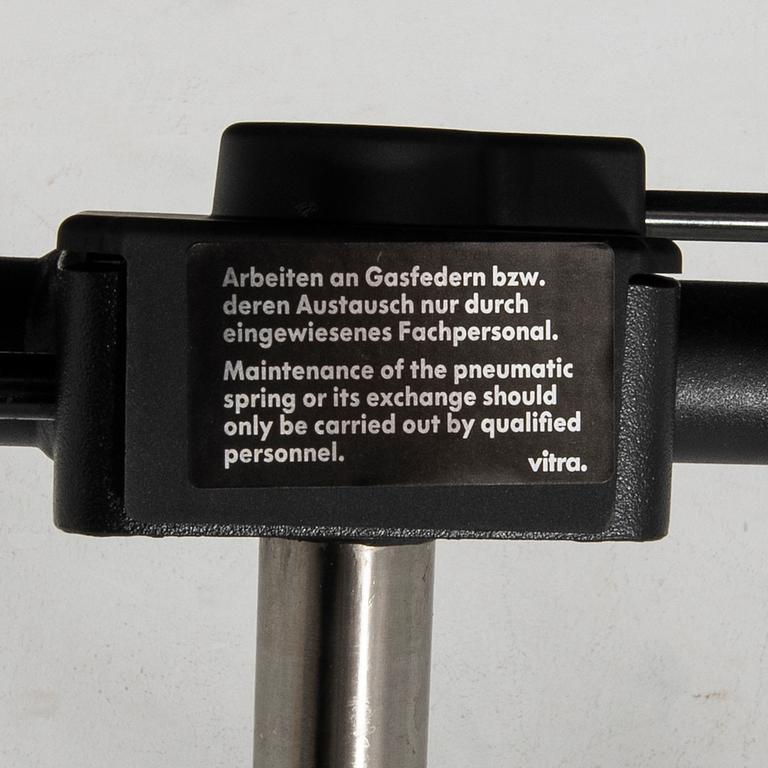 Arbeiten an Gasfedern bzw.
deren Austausch nur durch
eingewiesenes Fachpersonal.
Maintenance of the pneumatic
spring or its exchange should
only be carried out by qualified
personnel.
vitra.